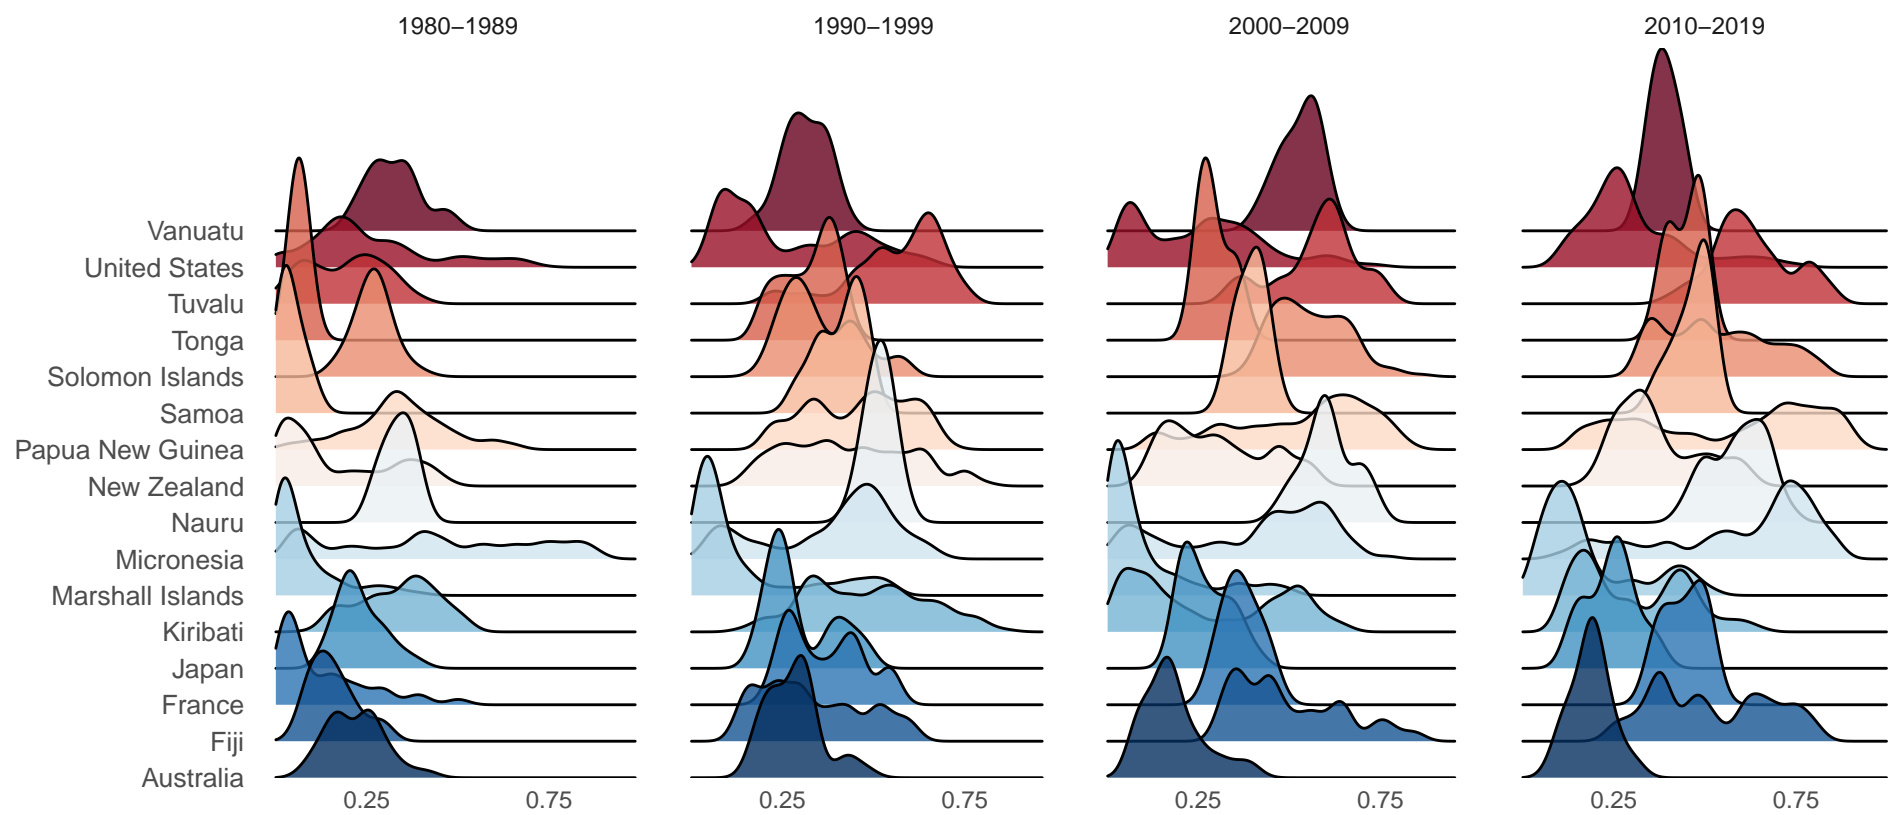 1980–1989 1990–1999 2000–2009 2010–2019
Vanuatu
United States
Tuvalu
Tonga
Solomon Islands
Samoa
Papua New Guinea
New Zealand
Nauru
Micronesia
Marshall Islands
Kiribati
Japan
France
Fiji
Australia
0.25 0.75 0.25 0.75 0.25 0.75 0.25 0.75